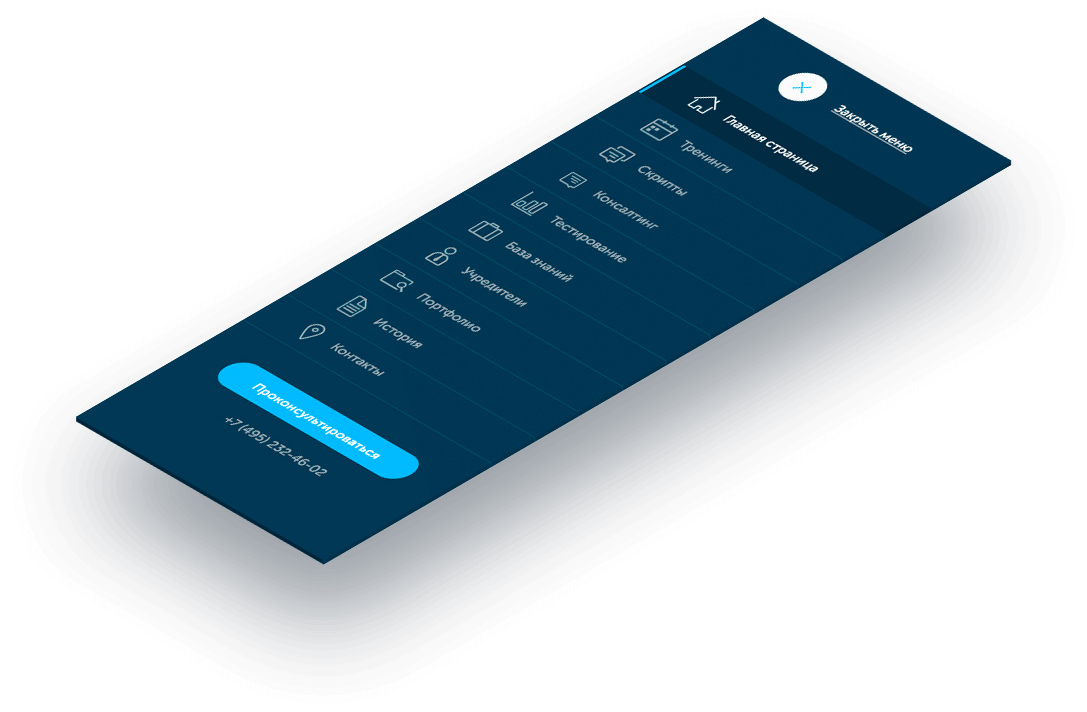 Закрыть меню
Главная страница
Тренинги
Скрипты
Консалтинг
Тестирование
База знаний
Учредители
Портфолио
История
Контакты
Проконсультироваться
+7 (495) 232-46-02